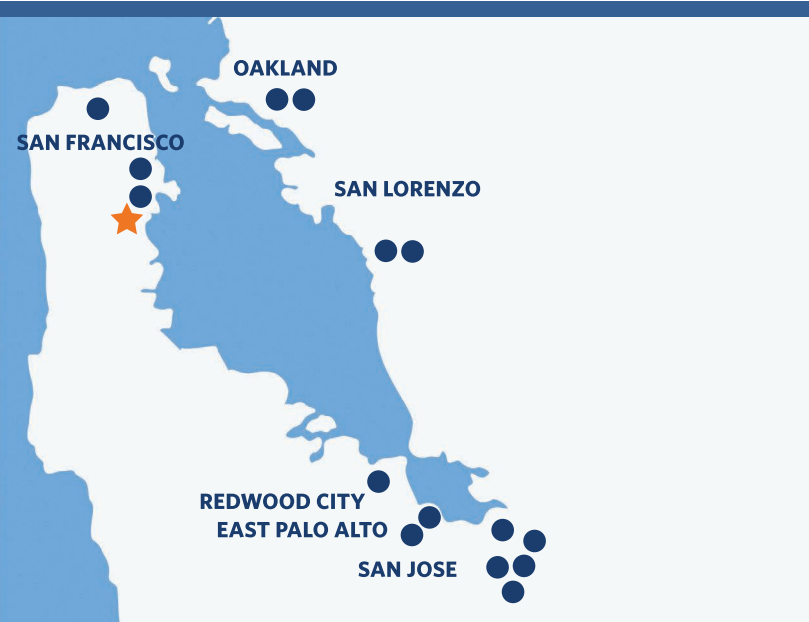 OAKLAND
SAN FRANCISCO
SAN LORENZO
REDWOOD CITY
EAST PALO ALTO
SAN JOSE